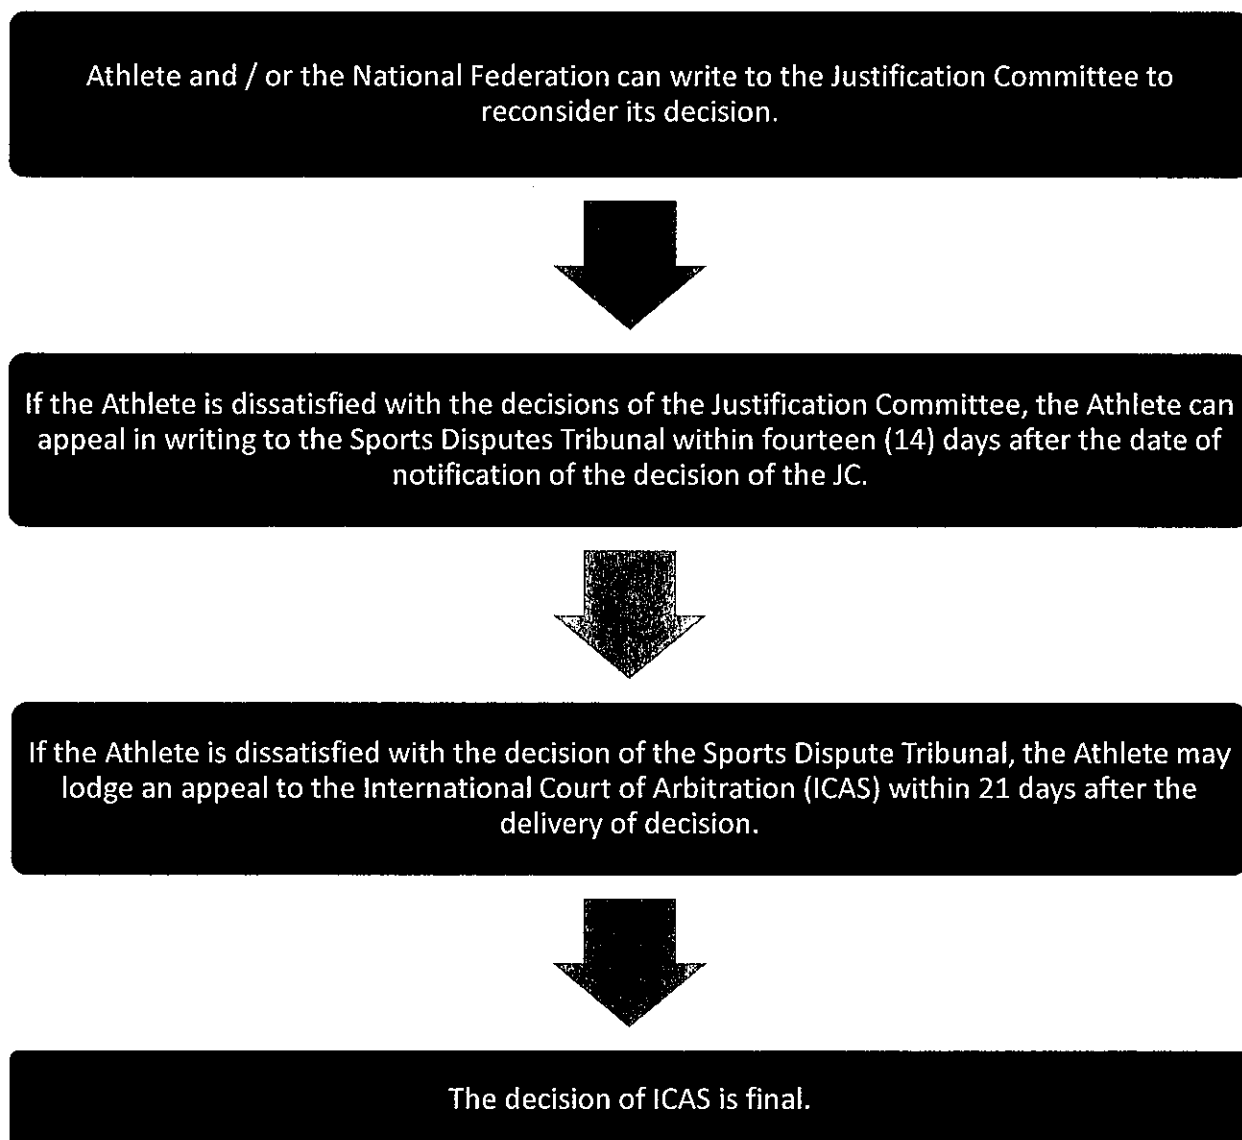 Athlete and / or the National Federation can write to the Justification Committee to
reconsider its decision.
If the Athlete is dissatisfied with the decisions of the Justification Committee, the Athlete can
appeal in writing to the Sports Disputes Tribunal within fourteen (14) days after the date of
notification of the decision of the JC.
If the Athlete is dissatisfied with the decision of the Sports Dispute Tribunal, the Athlete may
lodge an appeal to the International Court of Arbitration (ICAS) within 21 days after the
delivery of decision.
The decision of ICAS is final.